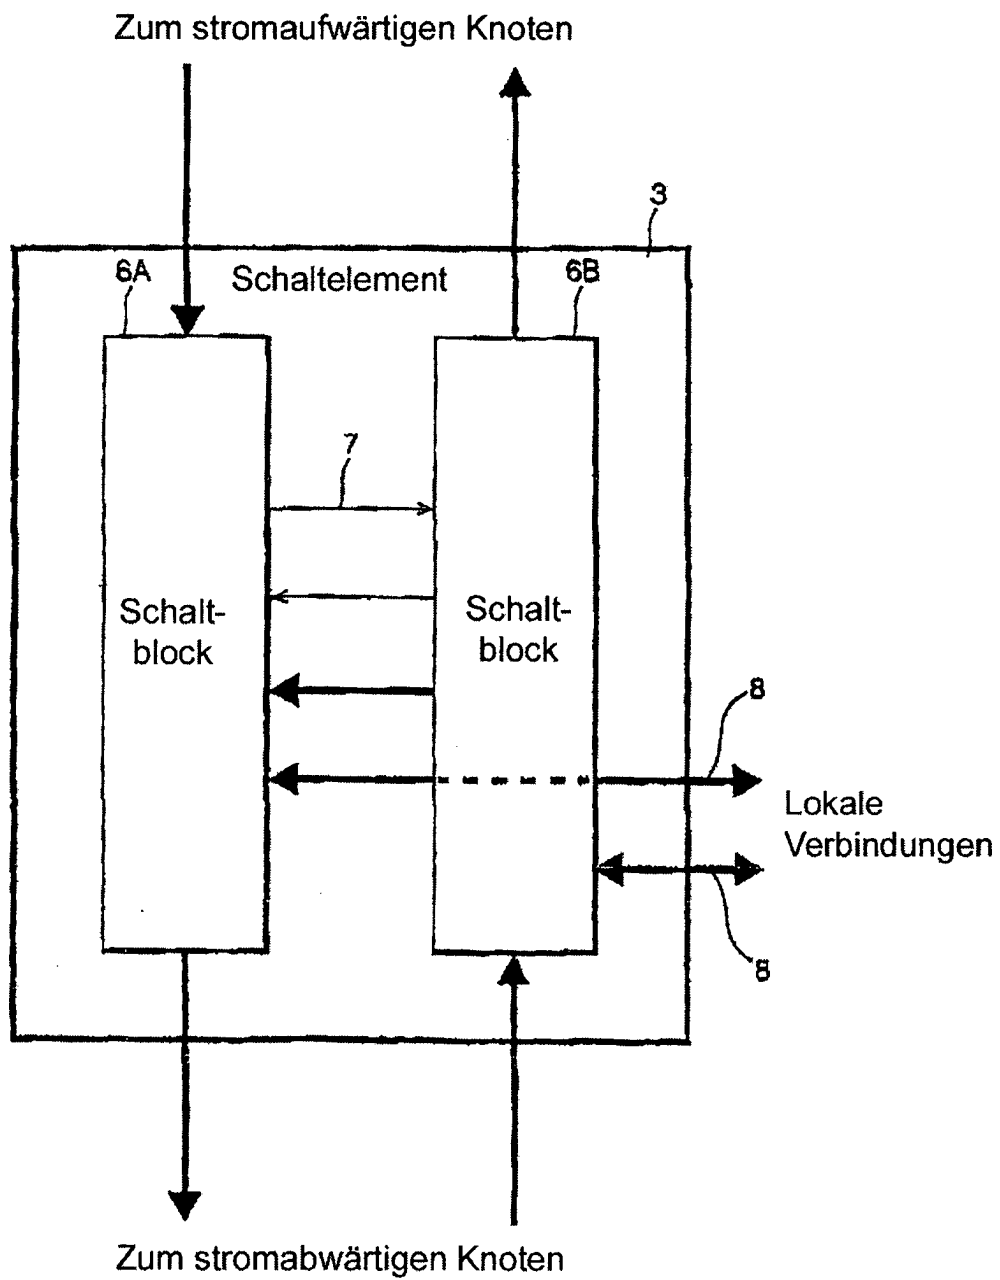 Zum stromaufwärtigen Knoten
3
6A
Schaltelement
6B
7
Schalt-
block
Schalt-
block
8
Lokale
Verbindungen
8
Zum stromabwärtigen Knoten